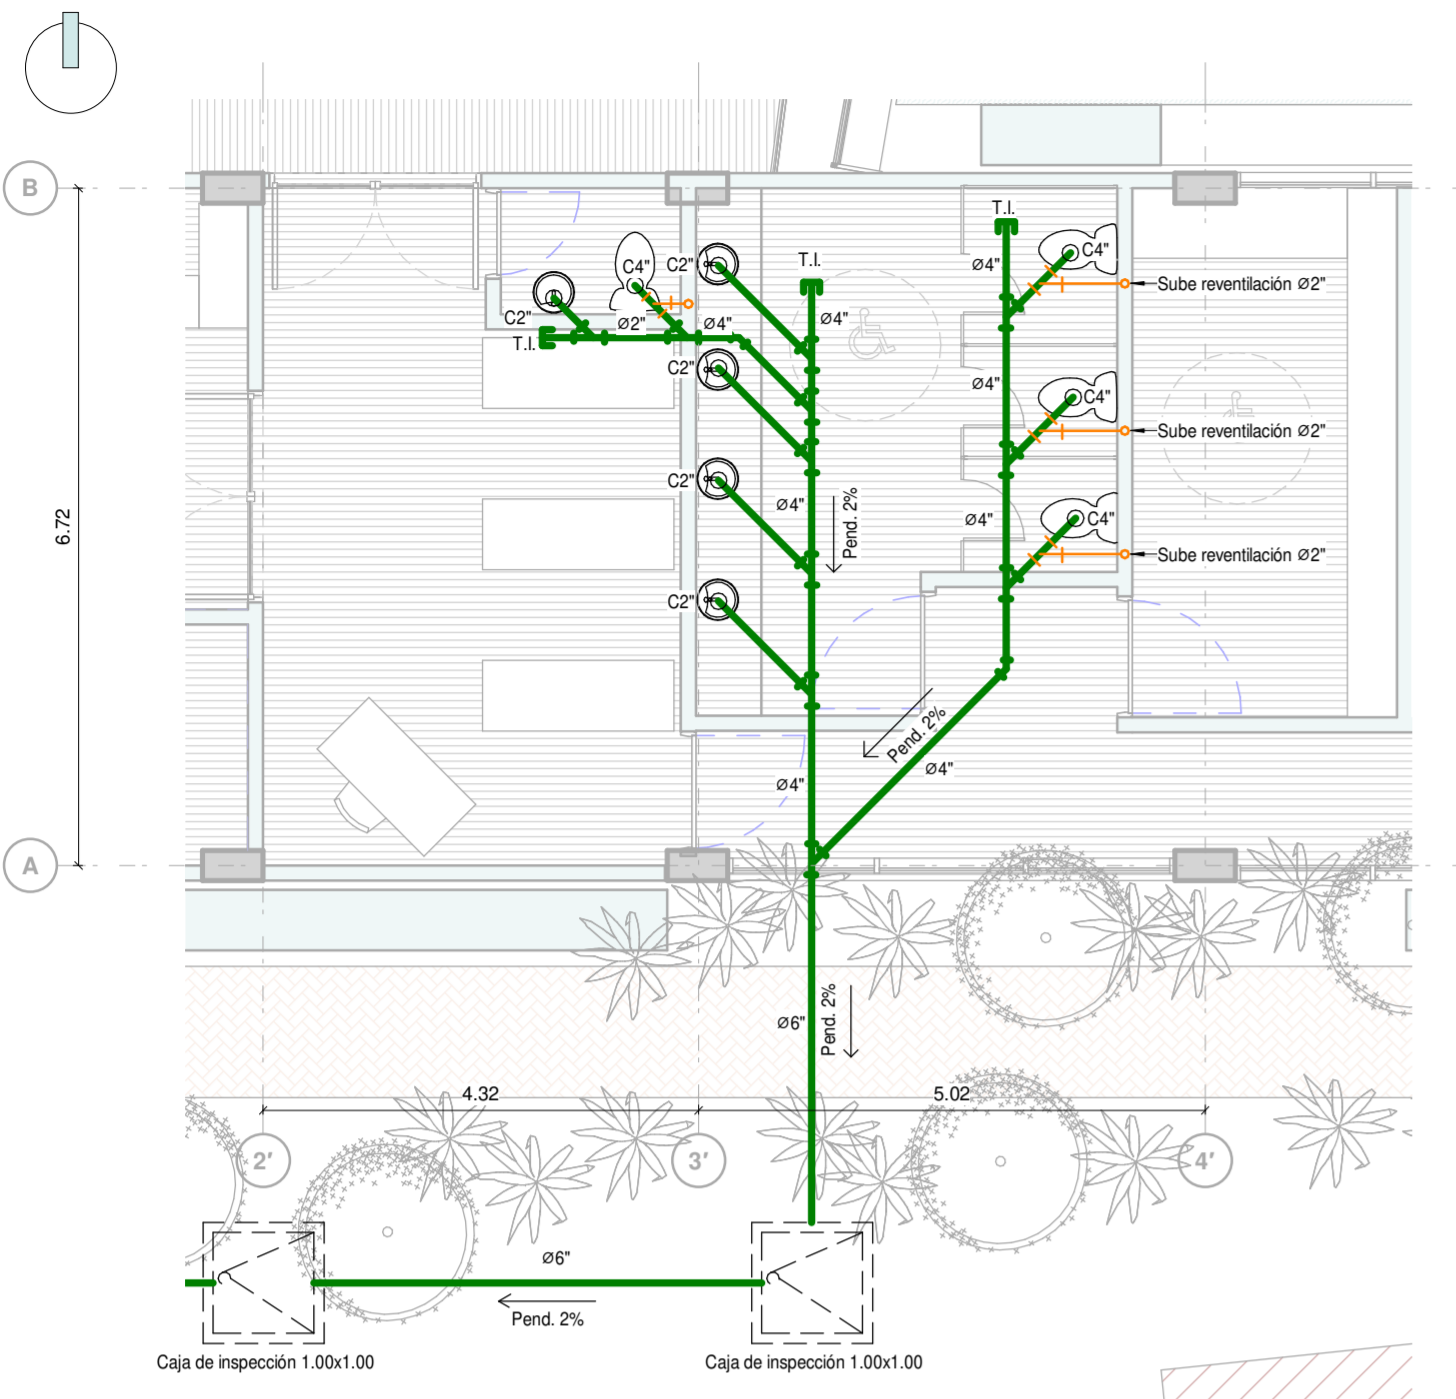 B
T.I.
T.I.
C4"
C2"
C4"
Ø4"
Sube reventilación Ø2"
C2"
Ø2"
Ø4"
Ø4"
T.I.
C2"
Ø4"
C4"
Sube reventilación Ø2"
C2"
Ø4"
Pend. 2%
Ø4"
C4"
6.72
Sube reventilación Ø2"
C2"
Pend. 2%
Ø4"
Ø4"
A
Ø6"
Pend. 2%
4.32
5.02
2'
3'
4'
Ø6"
Pend. 2%
Caja de inspección 1.00x1.00
Caja de inspección 1.00x1.00